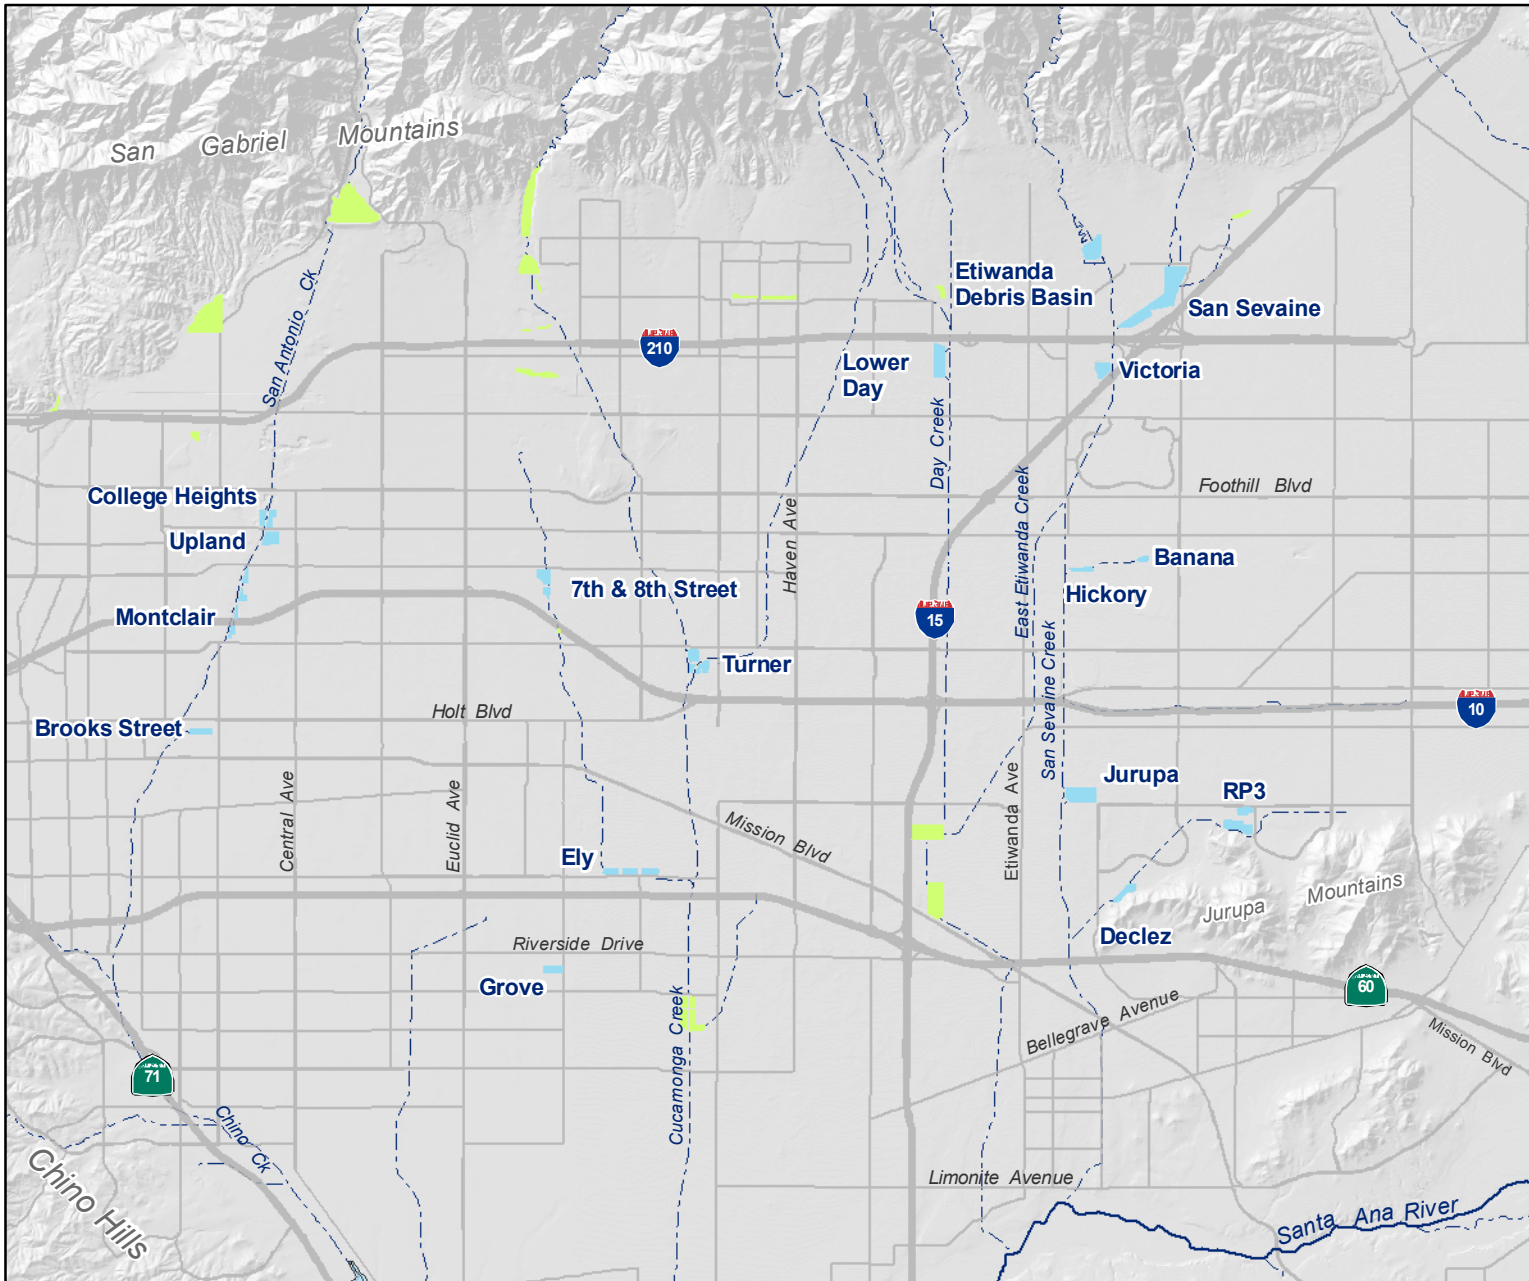 San Gabriel Mountains
San Antonio Ck
Etiwanda
Debris Basin
San Sevaine
210
Lower
Day
Victoria
Day Creek
College Heights
Foothill Blvd
Upland
Haven Ave
East Etiwanda Creek
Banana
7th & 8th Street
Hickory
Montclair
15
San Sevaine Creek
Turner
Holt Blvd
10
Brooks Street
Central Ave
Euclid Ave
Etiwanda Ave
Jurupa
RP3
Mission Blvd
Ely
Jurupa Mountains
Riverside Drive
Declez
Grove
60
Cucamonga Creek
Bellegrave Avenue
Mission Blvd
71
Chino Ck
Chino Hills
Limonite Avenue
Santa Ana River